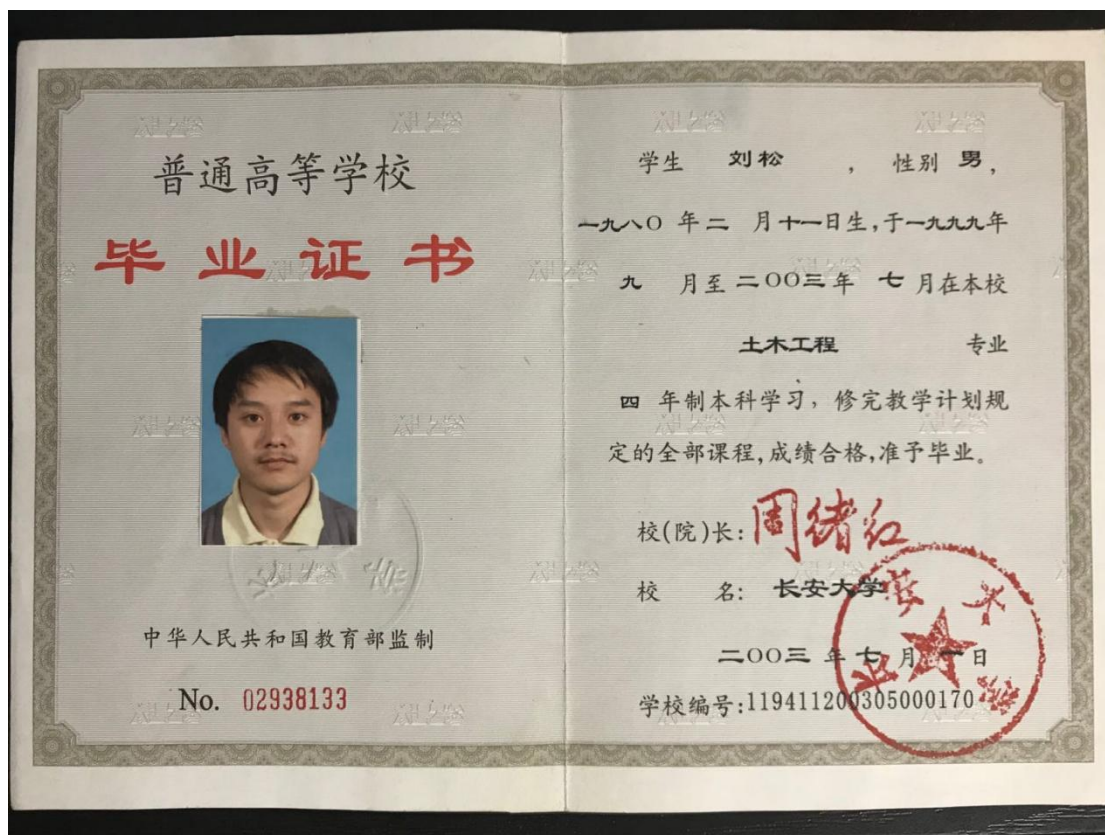 普通高等学校
毕业证书
中华人民共和国教育部监制
No. 02938133
学生 刘松 ， 性别 男，
一九八〇 年 二 月 十一日生，于一九九九年
九 月至 二〇〇三 年 七 月在本校
土木工程 专业
四 年制本科学习，修完教学计划规
定的全部课程，成绩合格，准予毕业。
校(院)长：周绪红
校 名： 长安大学
二〇〇三 年 七 月 一 日
学校编号：119411200305000170